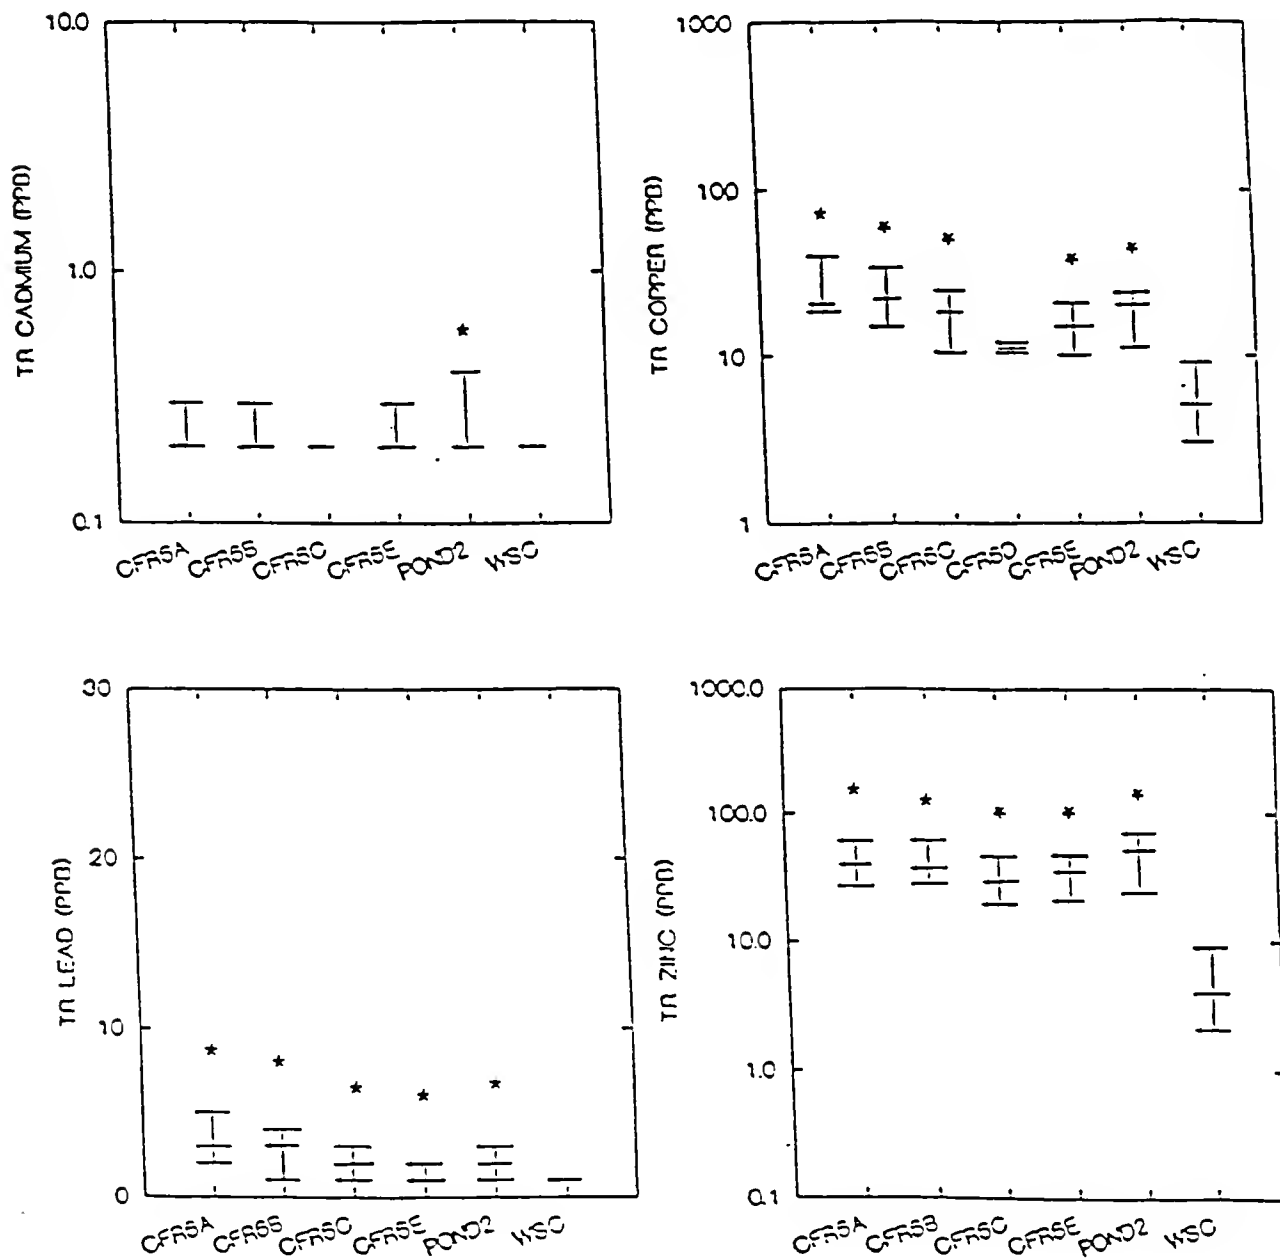 10.0
1.0
0.1
TR CADMIUM (PPB)
CFR5A CFR5B CFR5C CFR5E POND2 WSC
1000
100
10
1
TR COPPER (PPB)
CFR5A CFR5B CFR5C CFR5D CFR5E POND2 WSC
30
20
10
0
TR LEAD (PPB)
CFR5A CFR5B CFR5C CFR5E POND2 WSC
1000.0
100.0
10.0
1.0
0.1
TR ZINC (PPB)
CFR5A CFR5B CFR5C CFR5E POND2 WSC